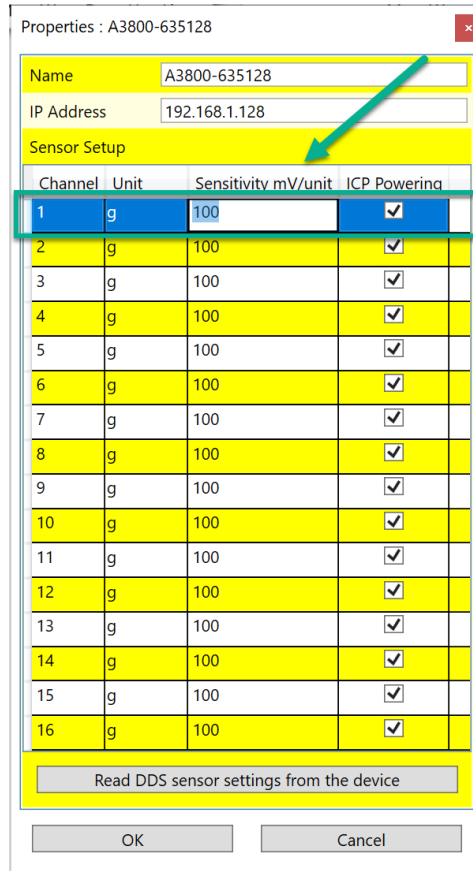 Properties : A3800-635128
Name A3800-635128
IP Address 192.168.1.128
Sensor Setup
Channel Unit Sensitivity mV/unit ICP Powering
1 g 100
2 g 100
3 g 100
4 g 100
5 g 100
6 g 100
7 g 100
8 g 100
9 g 100
10 g 100
11 g 100
12 g 100
13 g 100
14 g 100
15 g 100
16 g 100
Read DDS sensor settings from the device
OK Cancel